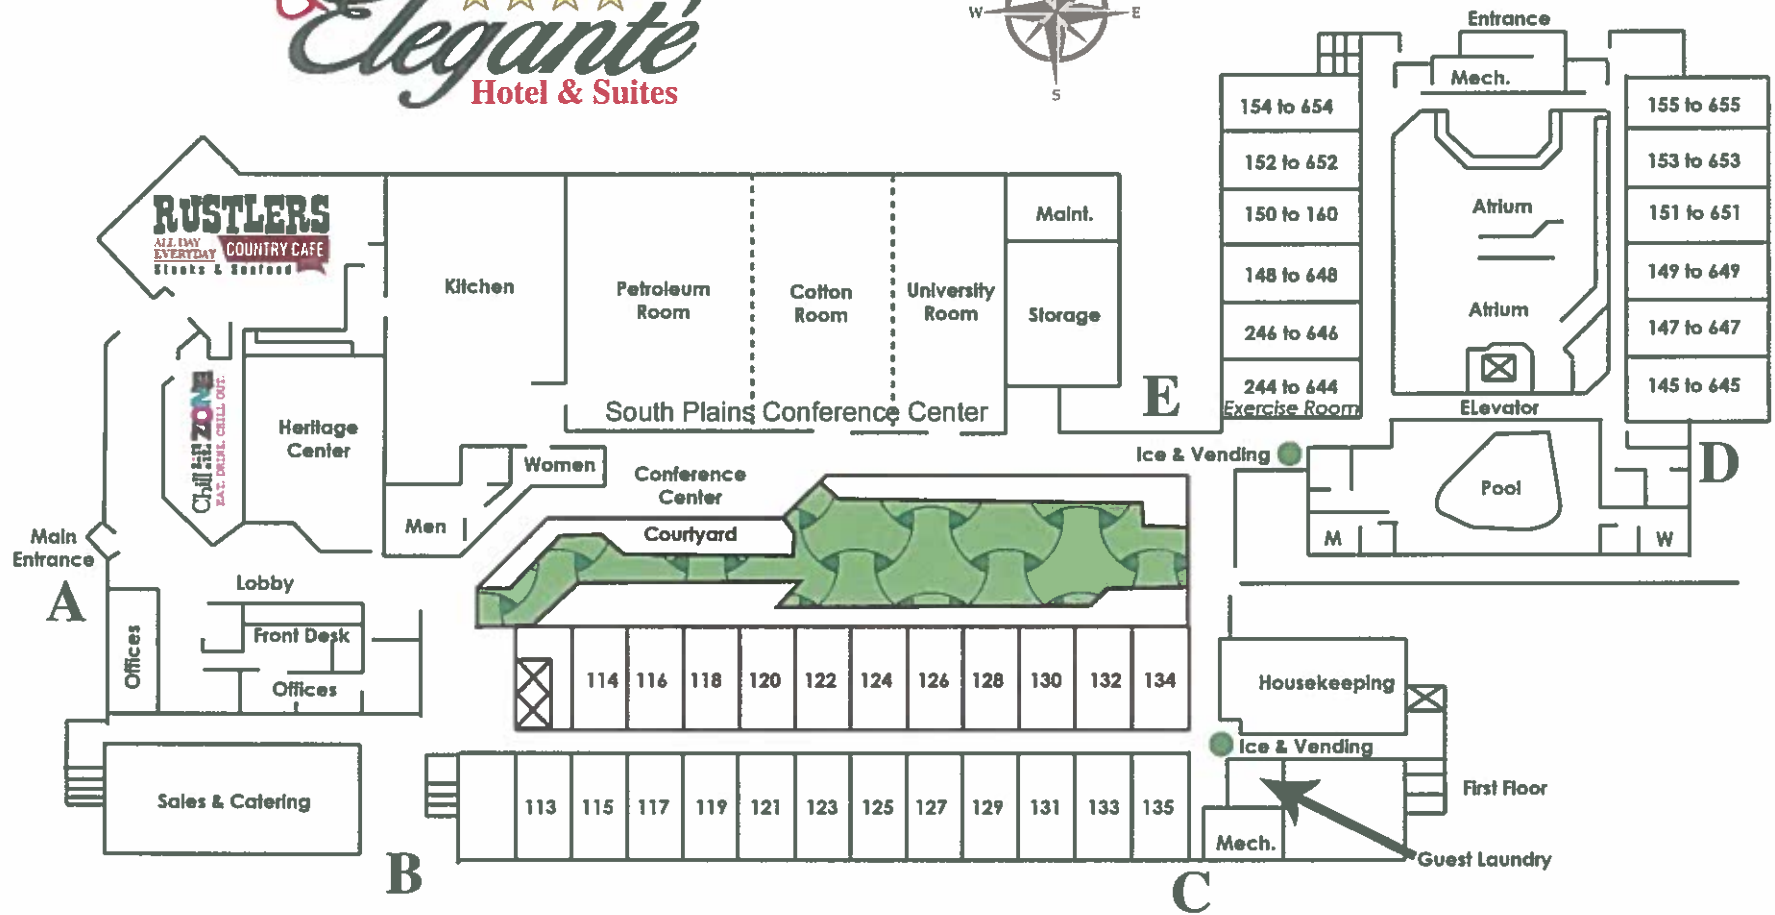 Eleganté
Hotel & Suites
W
E
S
Entrance
Mech.
154 to 654
152 to 652
150 to 160
148 to 648
246 to 646
244 to 644
Exercise Room
155 to 655
153 to 653
151 to 651
149 to 649
147 to 647
145 to 645
Atrium
Atrium
Elevator
RUSTLERS
ALL DAY
EVERYDAY
COUNTRY CAFE
Steaks & Seafood
Kitchen
Petroleum
Room
Cotton
Room
University
Room
Maint.
Storage
South Plains Conference Center
E
Chillin ZONE
EAT. DRINK. CHILL OUT.
Heritage
Center
Women
Men
Conference
Center
Courtyard
Ice & Vending
Pool
M
W
D
Main
Entrance
A
Lobby
Offices
Front Desk
Offices
114
116
118
120
122
124
126
128
130
132
134
Housekeeping
Ice & Vending
Sales & Catering
B
113
115
117
119
121
123
125
127
129
131
133
135
Mech.
First Floor
Guest Laundry
C